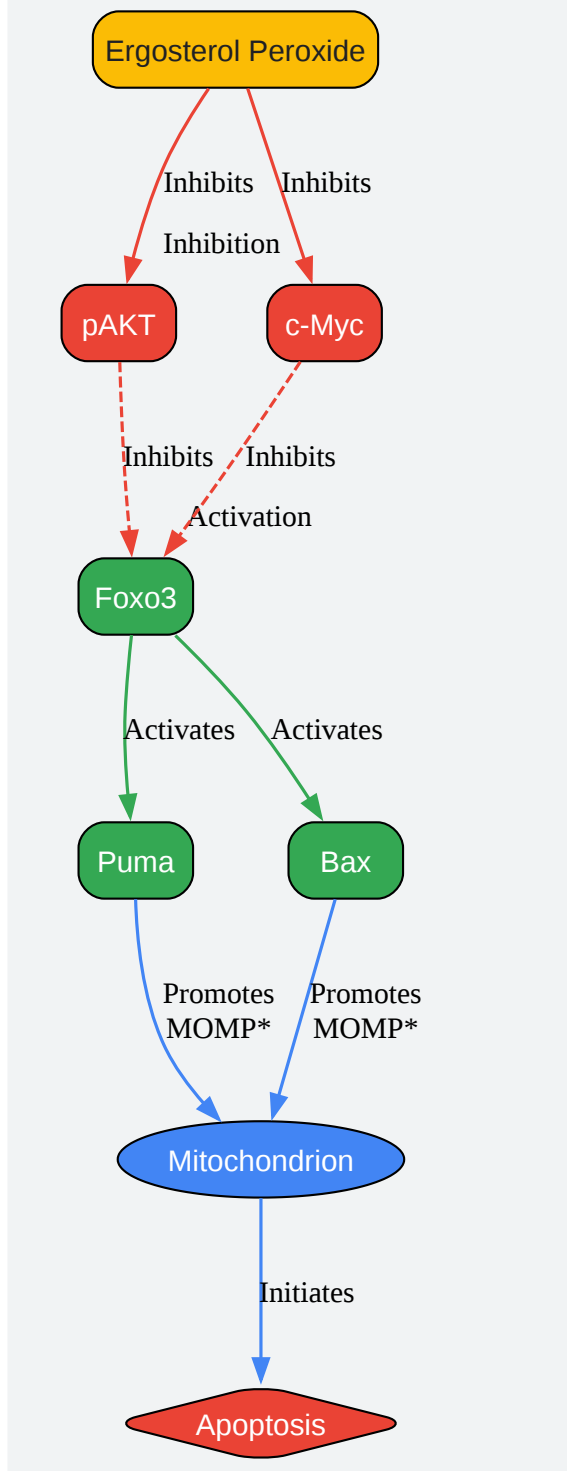 Ergosterol Peroxide
Inhibits
Inhibits
Inhibition
pAKT
c-Myc
Inhibits
Inhibits
Activation
Foxo3
Activates
Activates
Puma
Bax
Promotes
MOMP*
Promotes
MOMP*
Mitochondrion
Initiates
Apoptosis